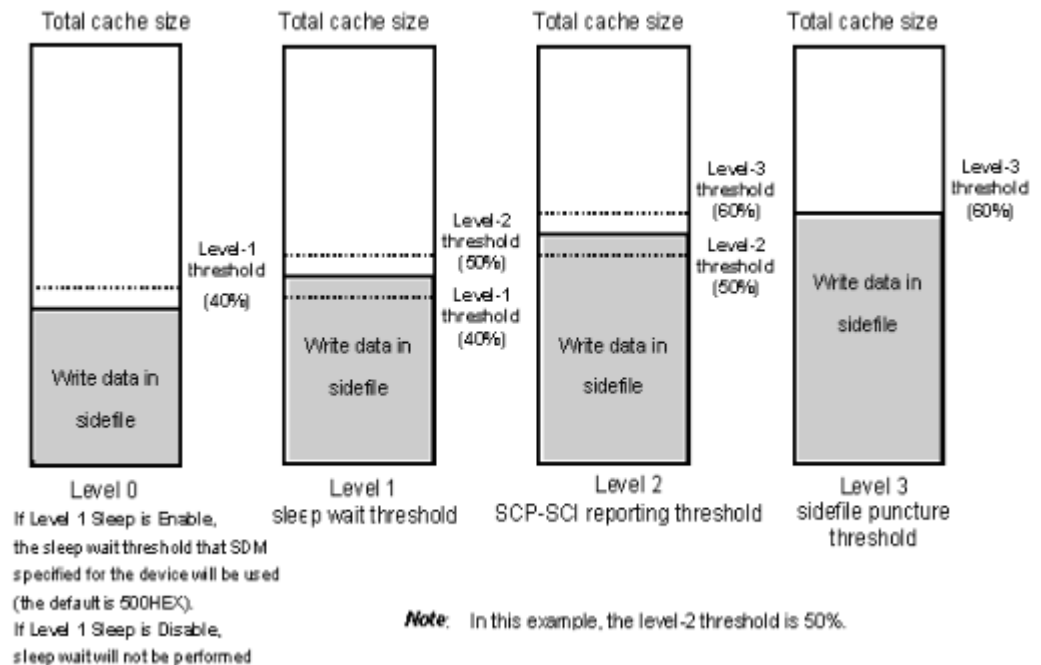 Total cache size
Total cache size
Total cache size
Total cache size
Level-1
threshold
(40%)
Write data in
sidefile
Level-2
threshold
(50%)
Level-1
threshold
(40%)
Write data in
sidefile
Level-3
threshold
(60%)
Level-2
threshold
(50%)
Write data in
sidefile
Level-3
threshold
(60%)
Write data in
sidefile
Level 0
If Level 1 Sleep is Enable,
the sleep wait threshold that SDM
specified for the device will be used
(the default is 500HEX).
If Level 1 Sleep is Disable,
sleep wait will not be performed
Level 1
sleep wait threshold
Level 2
SCP-SCI reporting threshold
Level 3
sidefile puncture
threshold
Note: In this example, the level-2 threshold is 50%.